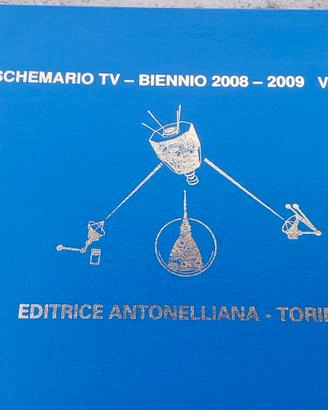 SCHEMARIO TV – BIENNIO 2008 – 2009 V
EDITRICE ANTONELLIANA - TORI